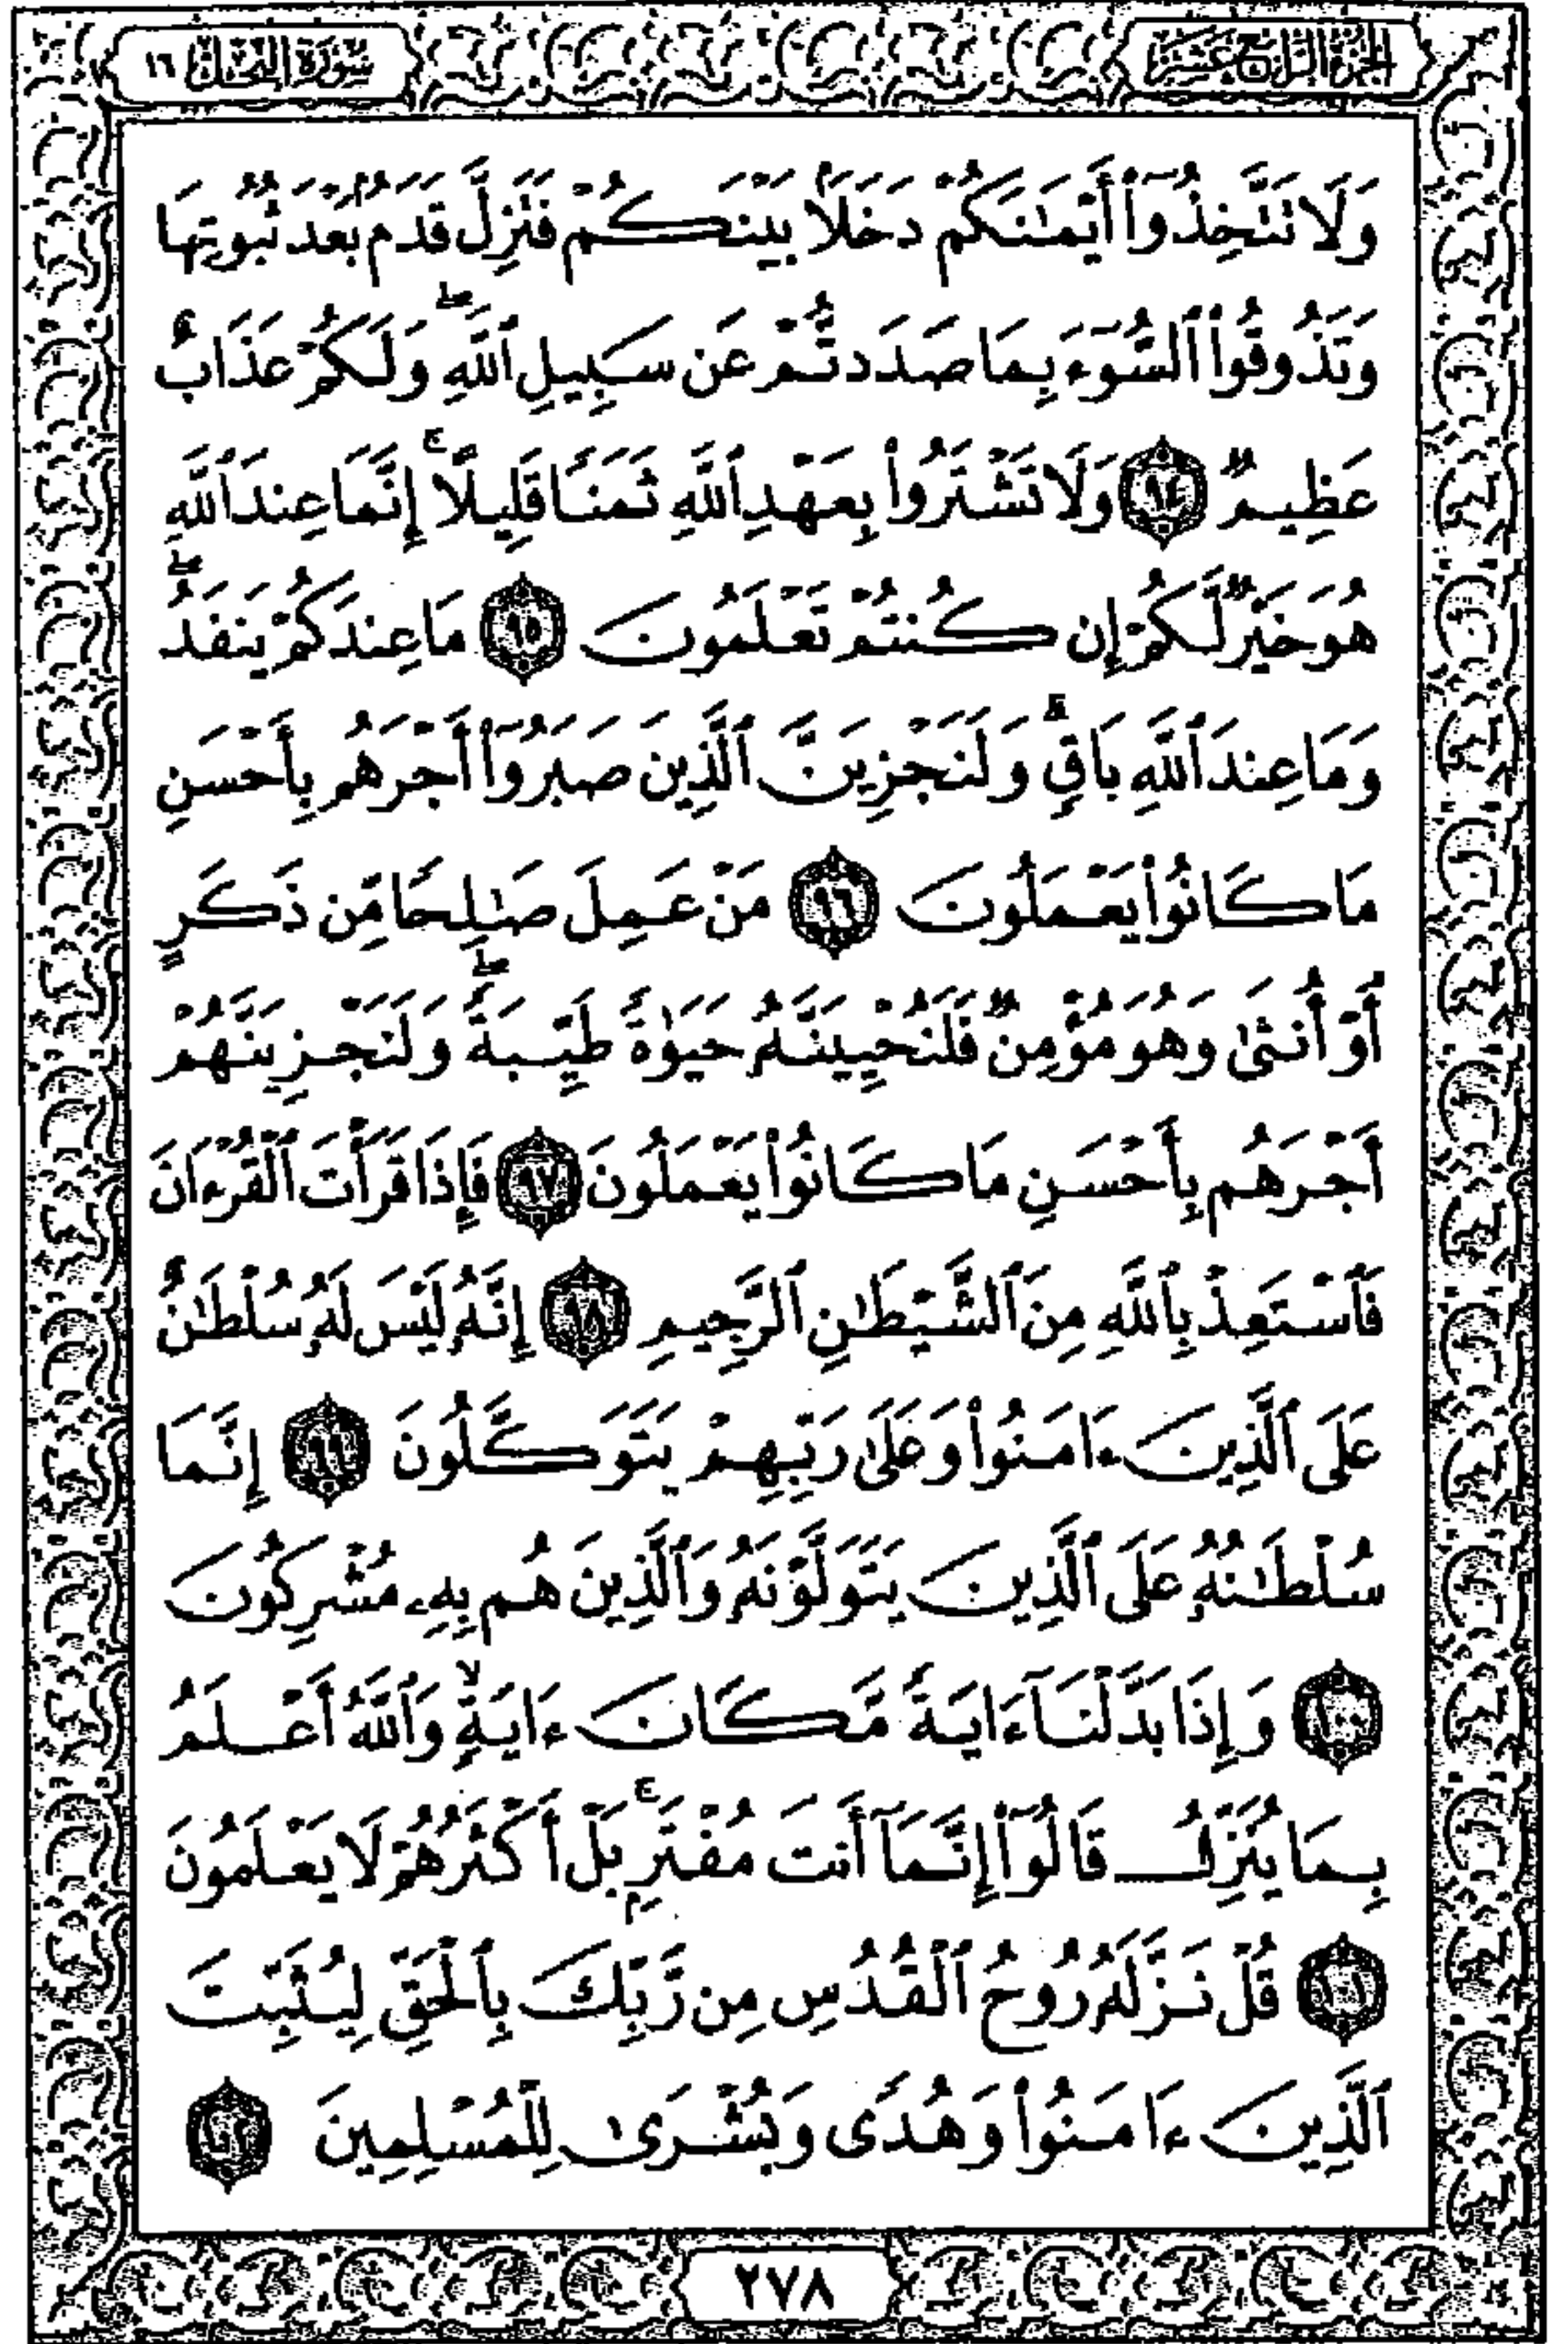 الجزء الرابع عشر
سورة النحل ١٦
وَلَا تَتَّخِذُوٓا۟ أَيْمَـٰنَكُمْ دَخَلًۢا بَيْنَكُمْ فَتَزِلَّ قَدَمٌۢ بَعْدَ ثُبُوتِهَا
وَتَذُوقُوا۟ ٱلسُّوٓءَ بِمَا صَدَدتُّمْ عَن سَبِيلِ ٱللَّهِ ۖ وَلَكُمْ عَذَابٌ
عَظِيمٌ ٩٤ وَلَا تَشْتَرُوا۟ بِعَهْدِ ٱللَّهِ ثَمَنًا قَلِيلًا ۚ إِنَّمَا عِندَ ٱللَّهِ
هُوَ خَيْرٌ لَّكُمْ إِن كُنتُمْ تَعْلَمُونَ ٩٥ مَا عِندَكُمْ يَنفَدُ ۖ
وَمَا عِندَ ٱللَّهِ بَاقٍ ۗ وَلَنَجْزِيَنَّ ٱلَّذِينَ صَبَرُوٓا۟ أَجْرَهُم بِأَحْسَنِ
مَا كَانُوا۟ يَعْمَلُونَ ٩٦ مَنْ عَمِلَ صَـٰلِحًا مِّن ذَكَرٍ
أَوْ أُنثَىٰ وَهُوَ مُؤْمِنٌ فَلَنُحْيِيَنَّهُۥ حَيَوٰةً طَيِّبَةً ۖ وَلَنَجْزِيَنَّهُمْ
أَجْرَهُم بِأَحْسَنِ مَا كَانُوا۟ يَعْمَلُونَ ٩٧ فَإِذَا قَرَأْتَ ٱلْقُرْءَانَ
فَٱسْتَعِذْ بِٱللَّهِ مِنَ ٱلشَّيْطَـٰنِ ٱلرَّجِيمِ ٩٨ إِنَّهُۥ لَيْسَ لَهُۥ سُلْطَـٰنٌ
عَلَى ٱلَّذِينَ ءَامَنُوا۟ وَعَلَىٰ رَبِّهِمْ يَتَوَكَّلُونَ ٩٩ إِنَّمَا
سُلْطَـٰنُهُۥ عَلَى ٱلَّذِينَ يَتَوَلَّوْنَهُۥ وَٱلَّذِينَ هُم بِهِۦ مُشْرِكُونَ
١٠٠ وَإِذَا بَدَّلْنَآ ءَايَةً مَّكَانَ ءَايَةٍ ۙ وَٱللَّهُ أَعْلَمُ
بِمَا يُنَزِّلُ قَالُوٓا۟ إِنَّمَآ أَنتَ مُفْتَرٍۭ ۚ بَلْ أَكْثَرُهُمْ لَا يَعْلَمُونَ
١٠١ قُلْ نَزَّلَهُۥ رُوحُ ٱلْقُدُسِ مِن رَّبِّكَ بِٱلْحَقِّ لِيُثَبِّتَ
ٱلَّذِينَ ءَامَنُوا۟ وَهُدًى وَبُشْرَىٰ لِلْمُسْلِمِينَ ١٠٢
٢٧٨